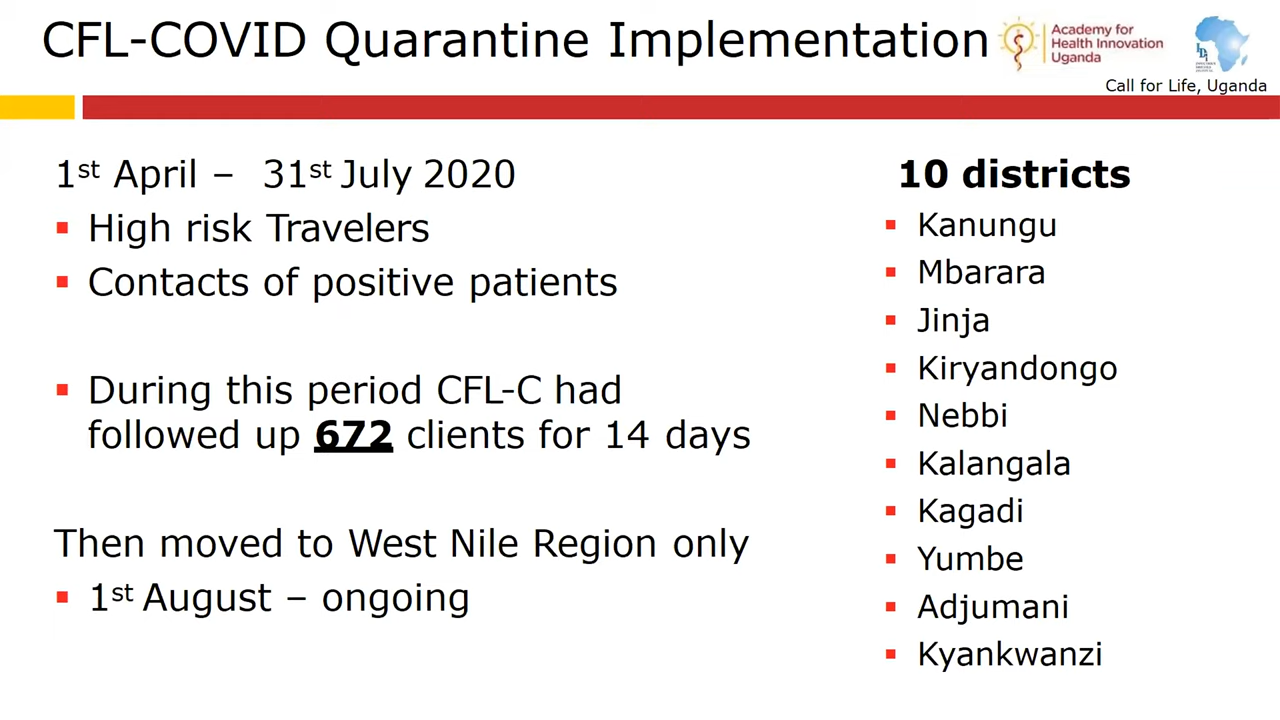 CFL-COVID Quarantine Implementation
Academy for
Health Innovation
Uganda
IDI
Call for Life, Uganda
1st April – 31st July 2020
▪ High risk Travelers
▪ Contacts of positive patients
▪ During this period CFL-C had
followed up 672 clients for 14 days
Then moved to West Nile Region only
▪ 1st August – ongoing
10 districts
▪ Kanungu
▪ Mbarara
▪ Jinja
▪ Kiryandongo
▪ Nebbi
▪ Kalangala
▪ Kagadi
▪ Yumbe
▪ Adjumani
▪ Kyankwanzi